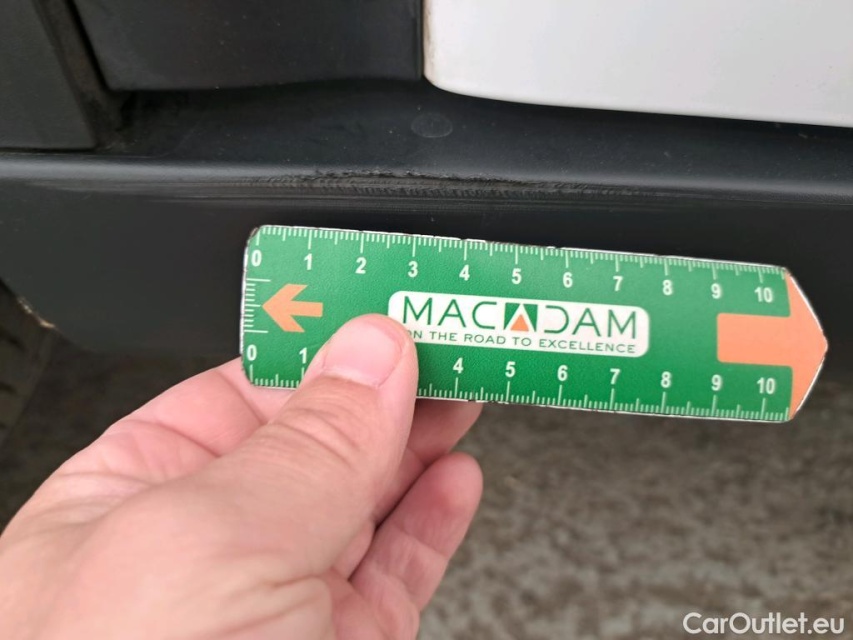 0 1 2 3 4 5 6 7 8 9 10
MACADAM
ON THE ROAD TO EXCELLENCE
0 1 4 5 6 7 8 9 10
CarOutlet.eu